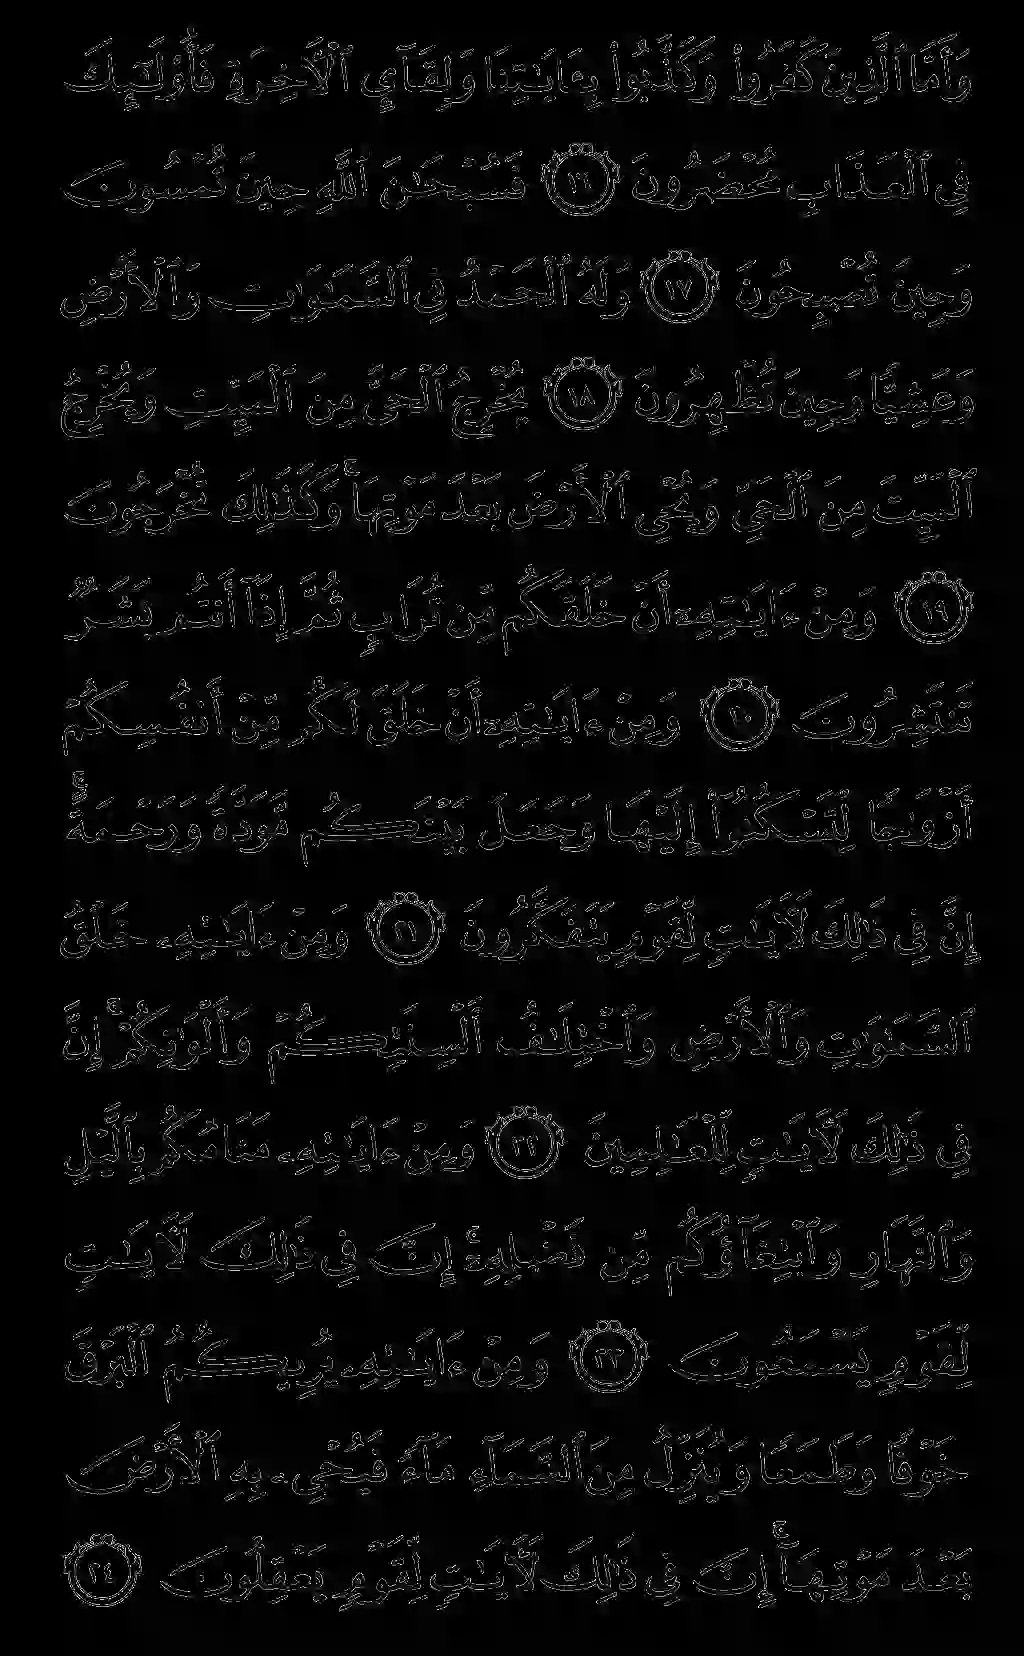 وَأَمَّا ٱلَّذِينَ كَفَرُوا۟ وَكَذَّبُوا۟ بِـَٔايَـٰتِنَا وَلِقَآئِ ٱلْـَٔاخِرَةِ فَأُو۟لَـٰٓئِكَ
فِى ٱلْعَذَابِ مُحْضَرُونَ ١٦ فَسُبْحَـٰنَ ٱللَّهِ حِينَ تُمْسُونَ
وَحِينَ تُصْبِحُونَ ١٧ وَلَهُ ٱلْحَمْدُ فِى ٱلسَّمَـٰوَٰتِ وَٱلْأَرْضِ
وَعَشِيًّا وَحِينَ تُظْهِرُونَ ١٨ يُخْرِجُ ٱلْحَىَّ مِنَ ٱلْمَيِّتِ وَيُخْرِجُ
ٱلْمَيِّتَ مِنَ ٱلْحَىِّ وَيُحْىِ ٱلْأَرْضَ بَعْدَ مَوْتِهَا ۚ وَكَذَٰلِكَ تُخْرَجُونَ
١٩ وَمِنْ ءَايَـٰتِهِۦٓ أَنْ خَلَقَكُم مِّن تُرَابٍ ثُمَّ إِذَآ أَنتُم بَشَرٌ
تَنتَشِرُونَ ٢٠ وَمِنْ ءَايَـٰتِهِۦٓ أَنْ خَلَقَ لَكُم مِّنْ أَنفُسِكُمْ
أَزْوَٰجًا لِّتَسْكُنُوٓا۟ إِلَيْهَا وَجَعَلَ بَيْنَكُم مَّوَدَّةً وَرَحْمَةً ۚ
إِنَّ فِى ذَٰلِكَ لَـَٔايَـٰتٍ لِّقَوْمٍ يَتَفَكَّرُونَ ٢١ وَمِنْ ءَايَـٰتِهِۦ خَلْقُ
ٱلسَّمَـٰوَٰتِ وَٱلْأَرْضِ وَٱخْتِلَـٰفُ أَلْسِنَتِكُمْ وَأَلْوَٰنِكُمْ ۚ إِنَّ
فِى ذَٰلِكَ لَـَٔايَـٰتٍ لِّلْعَـٰلِمِينَ ٢٢ وَمِنْ ءَايَـٰتِهِۦ مَنَامُكُم بِٱلَّيْلِ
وَٱلنَّهَارِ وَٱبْتِغَآؤُكُم مِّن فَضْلِهِۦٓ ۚ إِنَّ فِى ذَٰلِكَ لَـَٔايَـٰتٍ
لِّقَوْمٍ يَسْمَعُونَ ٢٣ وَمِنْ ءَايَـٰتِهِۦ يُرِيكُمُ ٱلْبَرْقَ
خَوْفًا وَطَمَعًا وَيُنَزِّلُ مِنَ ٱلسَّمَآءِ مَآءً فَيُحْىِۦ بِهِ ٱلْأَرْضَ
بَعْدَ مَوْتِهَآ ۚ إِنَّ فِى ذَٰلِكَ لَـَٔايَـٰتٍ لِّقَوْمٍ يَعْقِلُونَ ٢٤